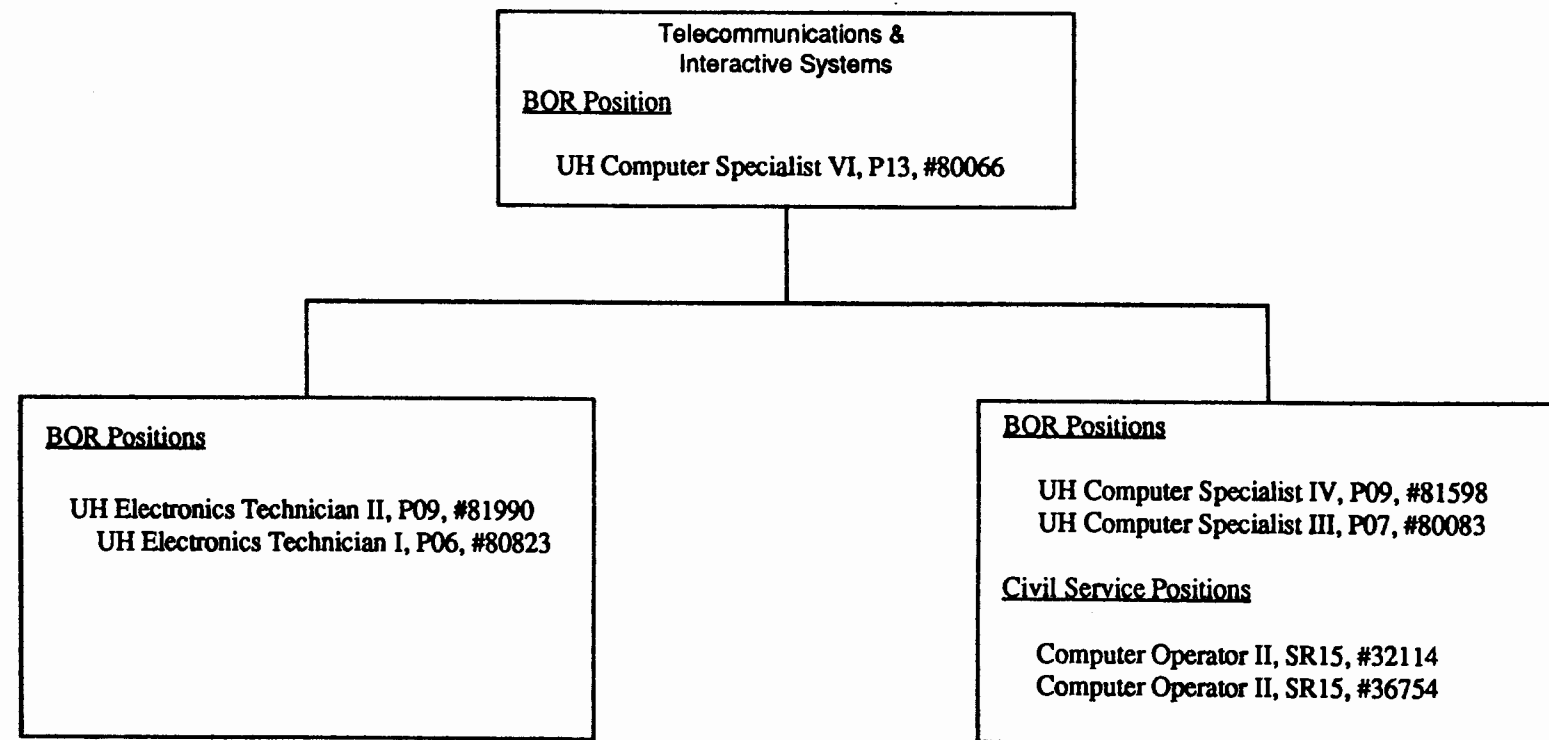 Telecommunications &
Interactive Systems
BOR Position
UH Computer Specialist VI, P13, #80066
BOR Positions
UH Electronics Technician II, P09, #81990
UH Electronics Technician I, P06, #80823
BOR Positions
UH Computer Specialist IV, P09, #81598
UH Computer Specialist III, P07, #80083
Civil Service Positions
Computer Operator II, SR15, #32114
Computer Operator II, SR15, #36754